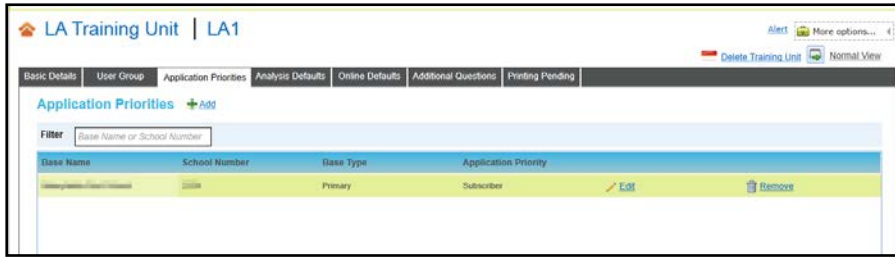 LA Training Unit | LA1
Alert More options...
Delete Training Unit Normal View
Basic Details User Group Application Priorities Analysis Defaults Online Defaults Additional Questions Printing Pending
Application Priorities Add
Filter Base Name or School Number
Base Name School Number Base Type Application Priority
Primary Subscriber Edit Remove